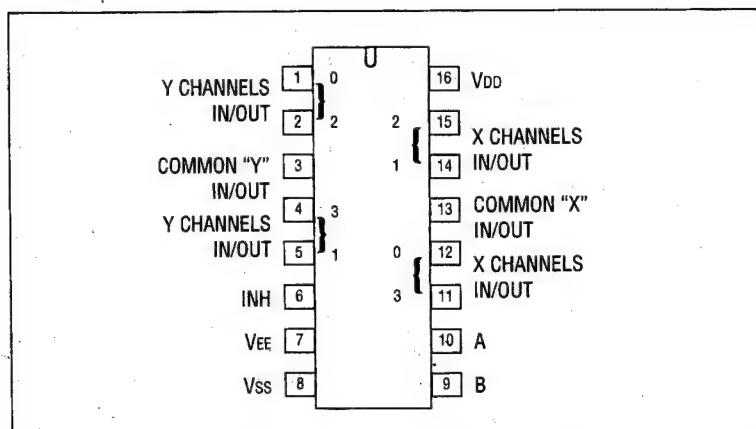 1 0 16 VDD
Y CHANNELS
IN/OUT
2 2 2 15
X CHANNELS
IN/OUT
1 14
COMMON "Y"
IN/OUT
3
13 COMMON "X"
IN/OUT
4 3
Y CHANNELS
IN/OUT
5 1
0 12
X CHANNELS
IN/OUT
3 11
INH 6
10 A
VEE 7
VSS 8
9 B